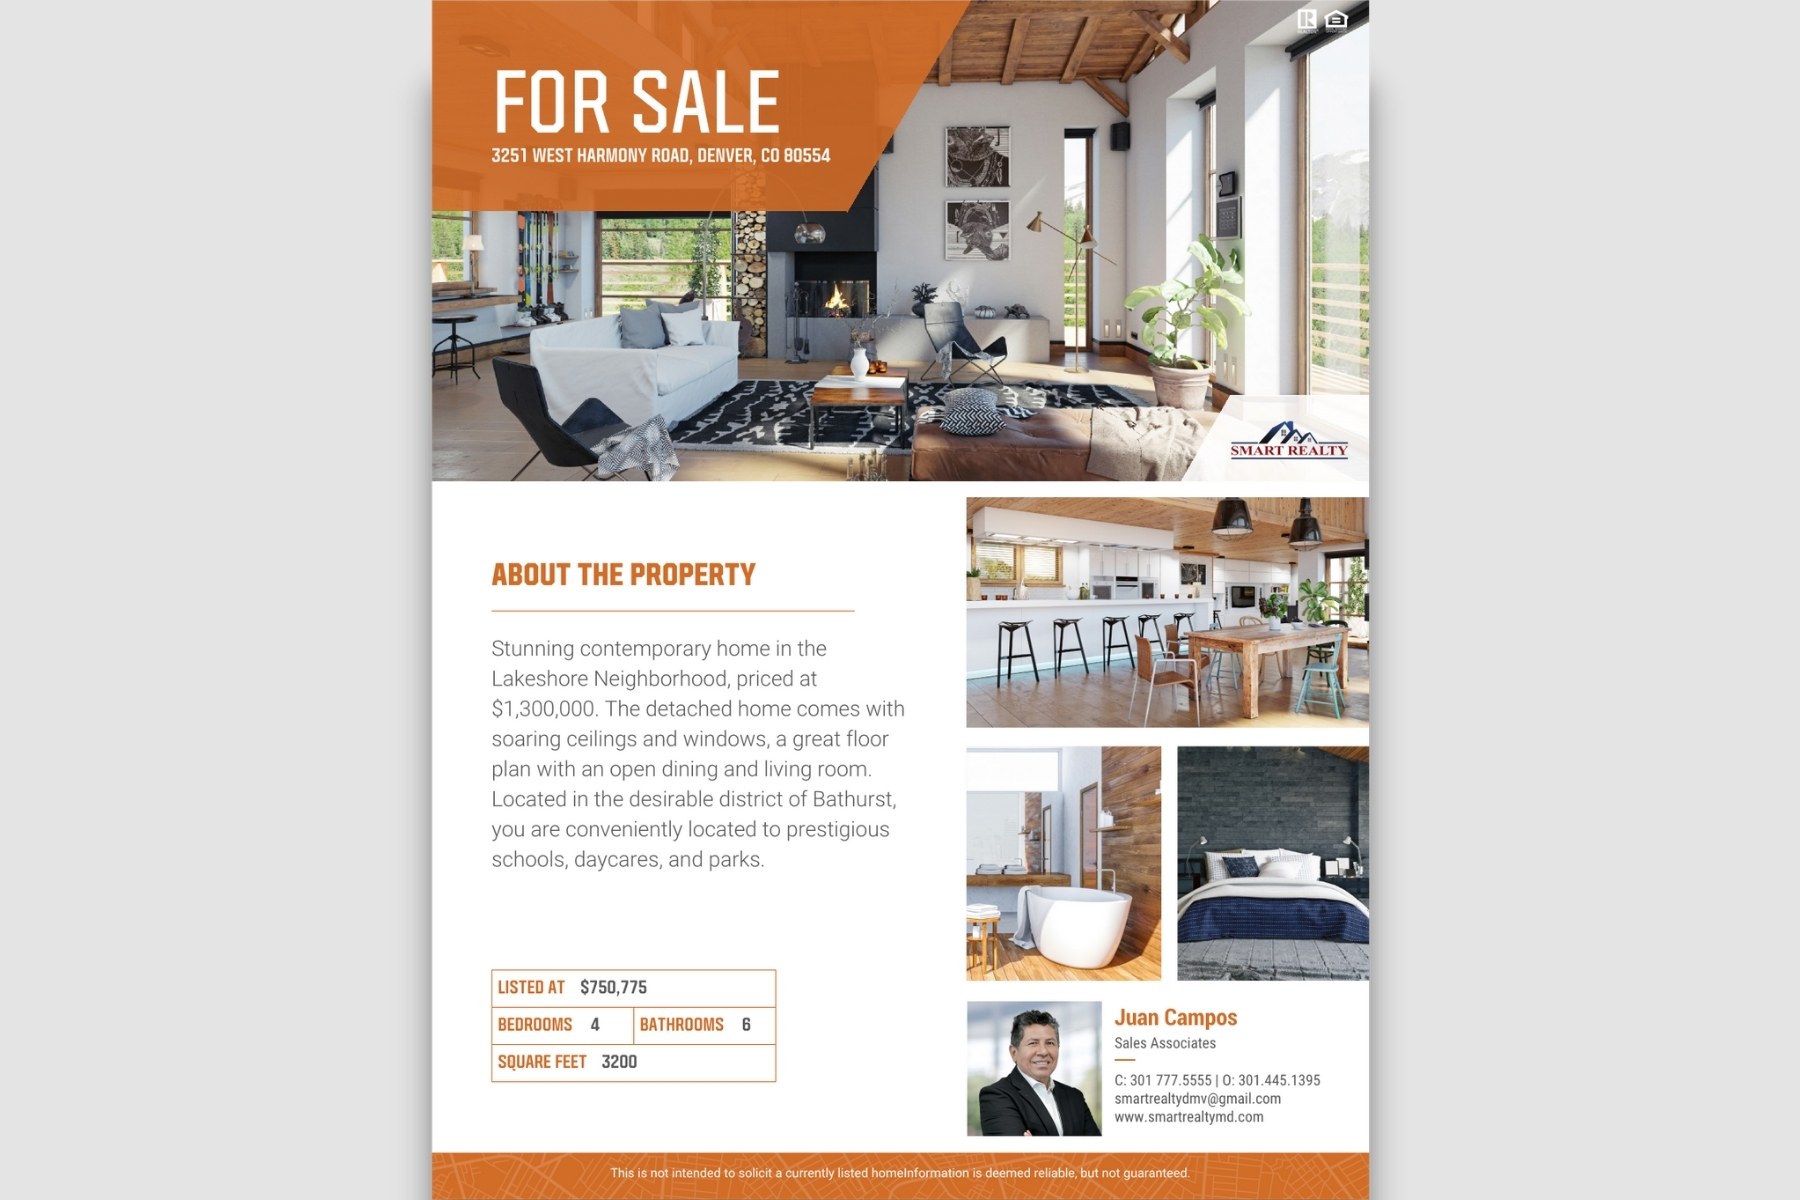 FOR SALE
3251 WEST HARMONY ROAD, DENVER, CO 80554
SMART REALTY
ABOUT THE PROPERTY
Stunning contemporary home in the
Lakeshore Neighborhood, priced at
$1,300,000. The detached home comes with
soaring ceilings and windows, a great floor
plan with an open dining and living room.
Located in the desirable district of Bathurst,
you are conveniently located to prestigious
schools, daycares, and parks.
LISTED AT $750,775
BEDROOMS 4 BATHROOMS 6
SQUARE FEET 3200
Juan Campos
Sales Associates
C: 301 777.5555 | O: 301.445.1395
smartrealtydmv@gmail.com
www.smartrealtymd.com
This is not intended to solicit a currently listed homeInformation is deemed reliable, but not guaranteed.